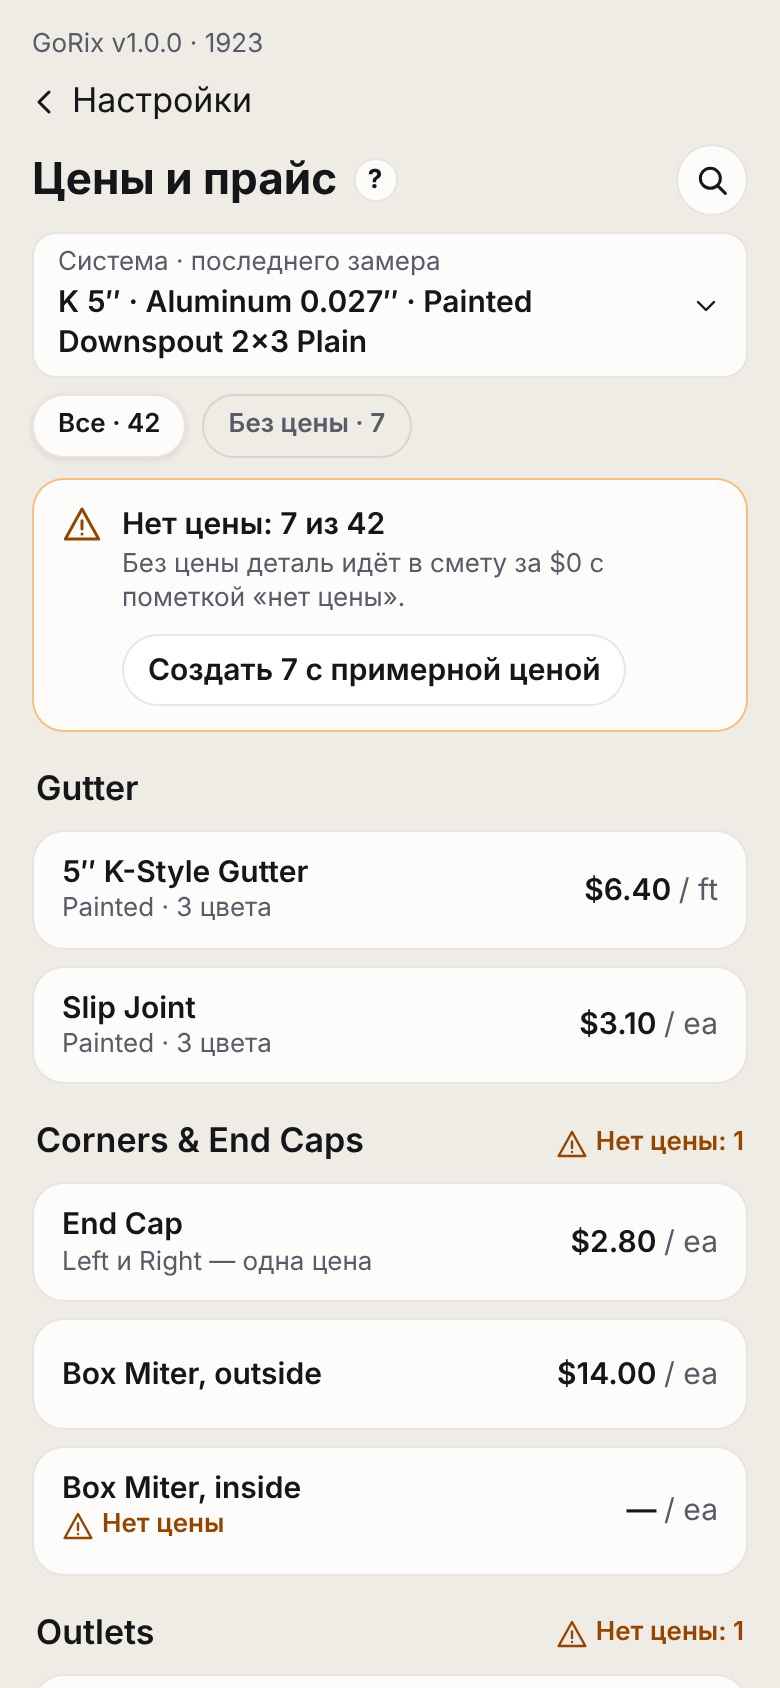 GoRix v1.0.0 · 1923
Настройки
Цены и прайс ?
Система · последнего замера
K 5″ · Aluminum 0.027″ · Painted
Downspout 2×3 Plain
Все · 42 Без цены · 7
Нет цены: 7 из 42
Без цены деталь идёт в смету за $0 с
пометкой «нет цены».
Создать 7 с примерной ценой
Gutter
5″ K-Style Gutter
Painted · 3 цвета
$6.40 / ft
Slip Joint
Painted · 3 цвета
$3.10 / ea
Corners & End Caps Нет цены: 1
End Cap
Left и Right — одна цена
$2.80 / ea
Box Miter, outside $14.00 / ea
Box Miter, inside
Нет цены
— / ea
Outlets Нет цены: 1